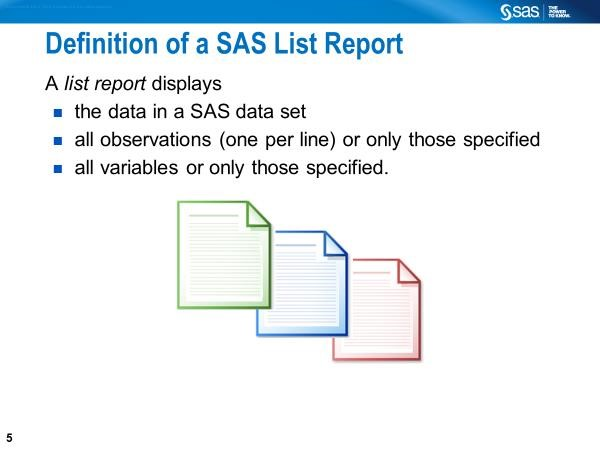 sas
THE
POWER
TO KNOW.
Definition of a SAS List Report
A list report displays
the data in a SAS data set
all observations (one per line) or only those specified
all variables or only those specified.
5